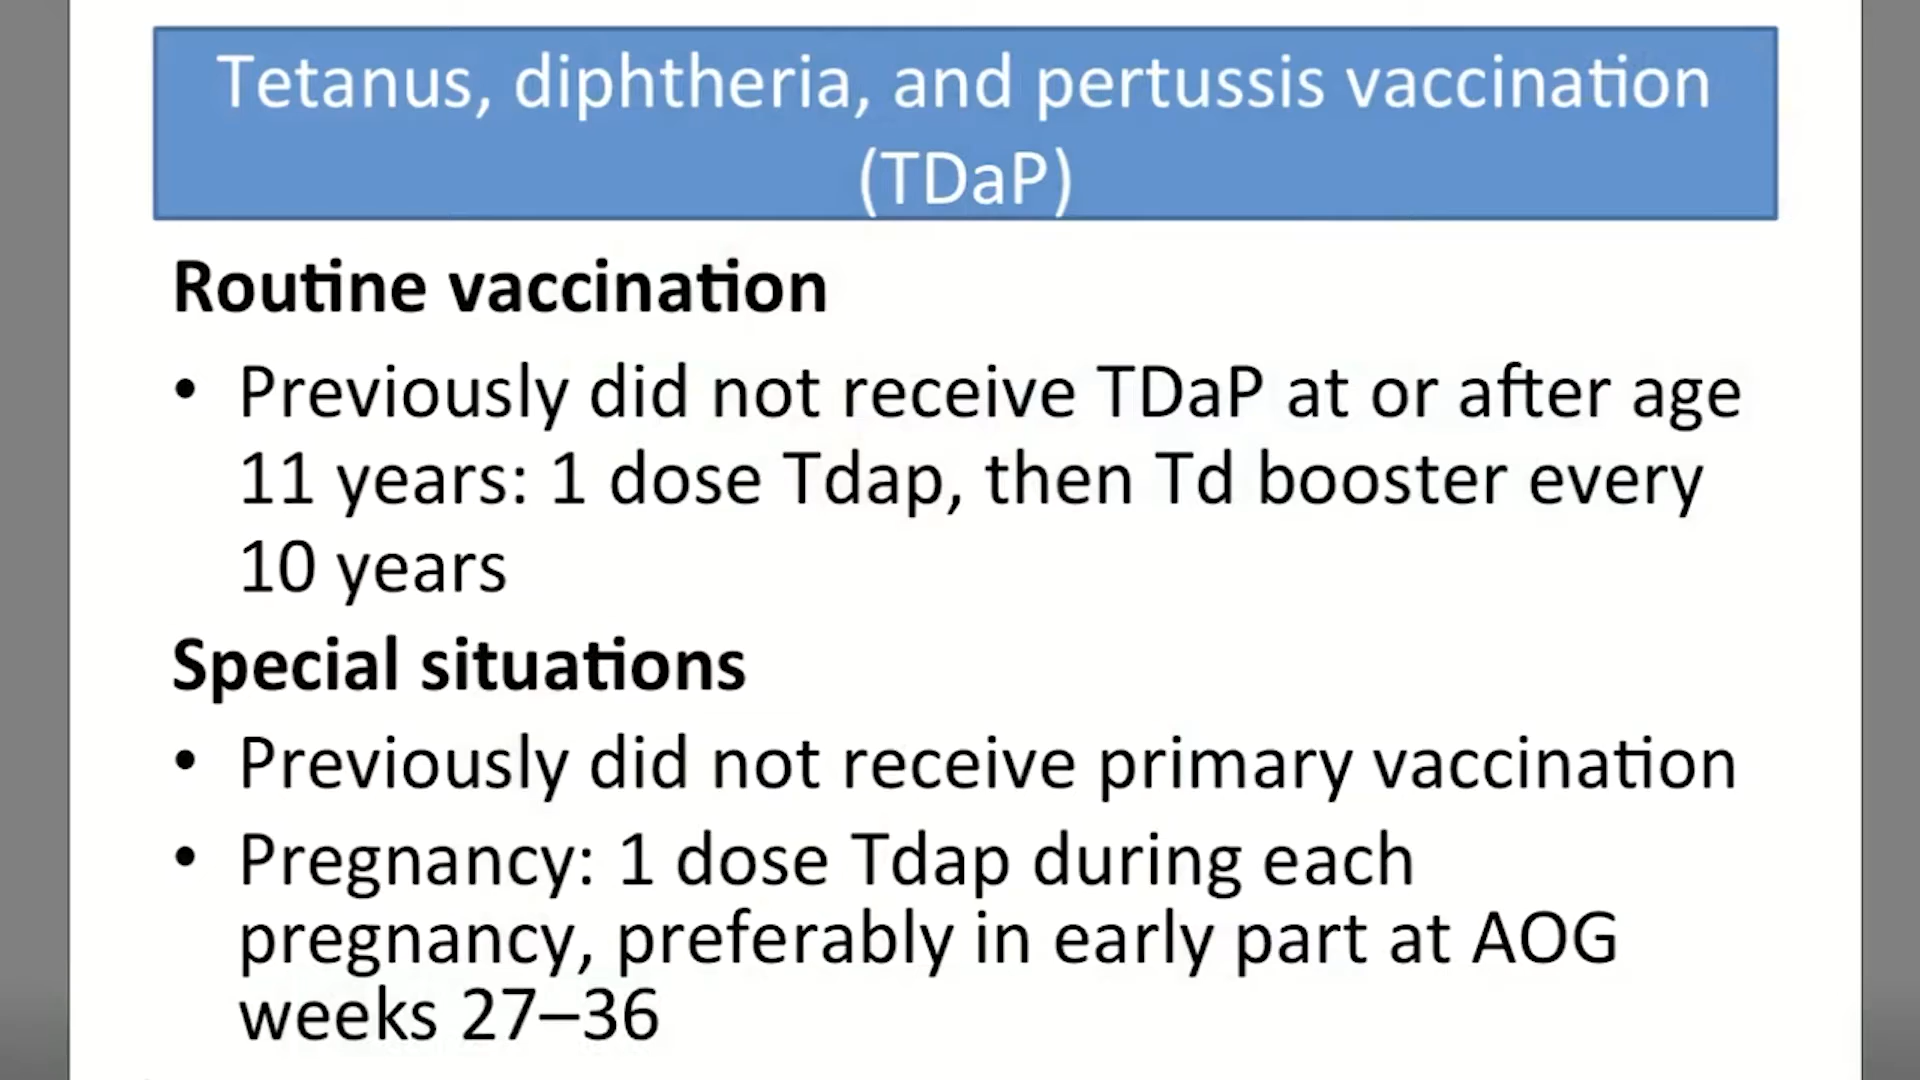 Tetanus, diphtheria, and pertussis vaccination
(TDaP)
Routine vaccination
• Previously did not receive TDaP at or after age
11 years: 1 dose Tdap, then Td booster every
10 years
Special situations
• Previously did not receive primary vaccination
• Pregnancy: 1 dose Tdap during each
pregnancy, preferably in early part at AOG
weeks 27–36